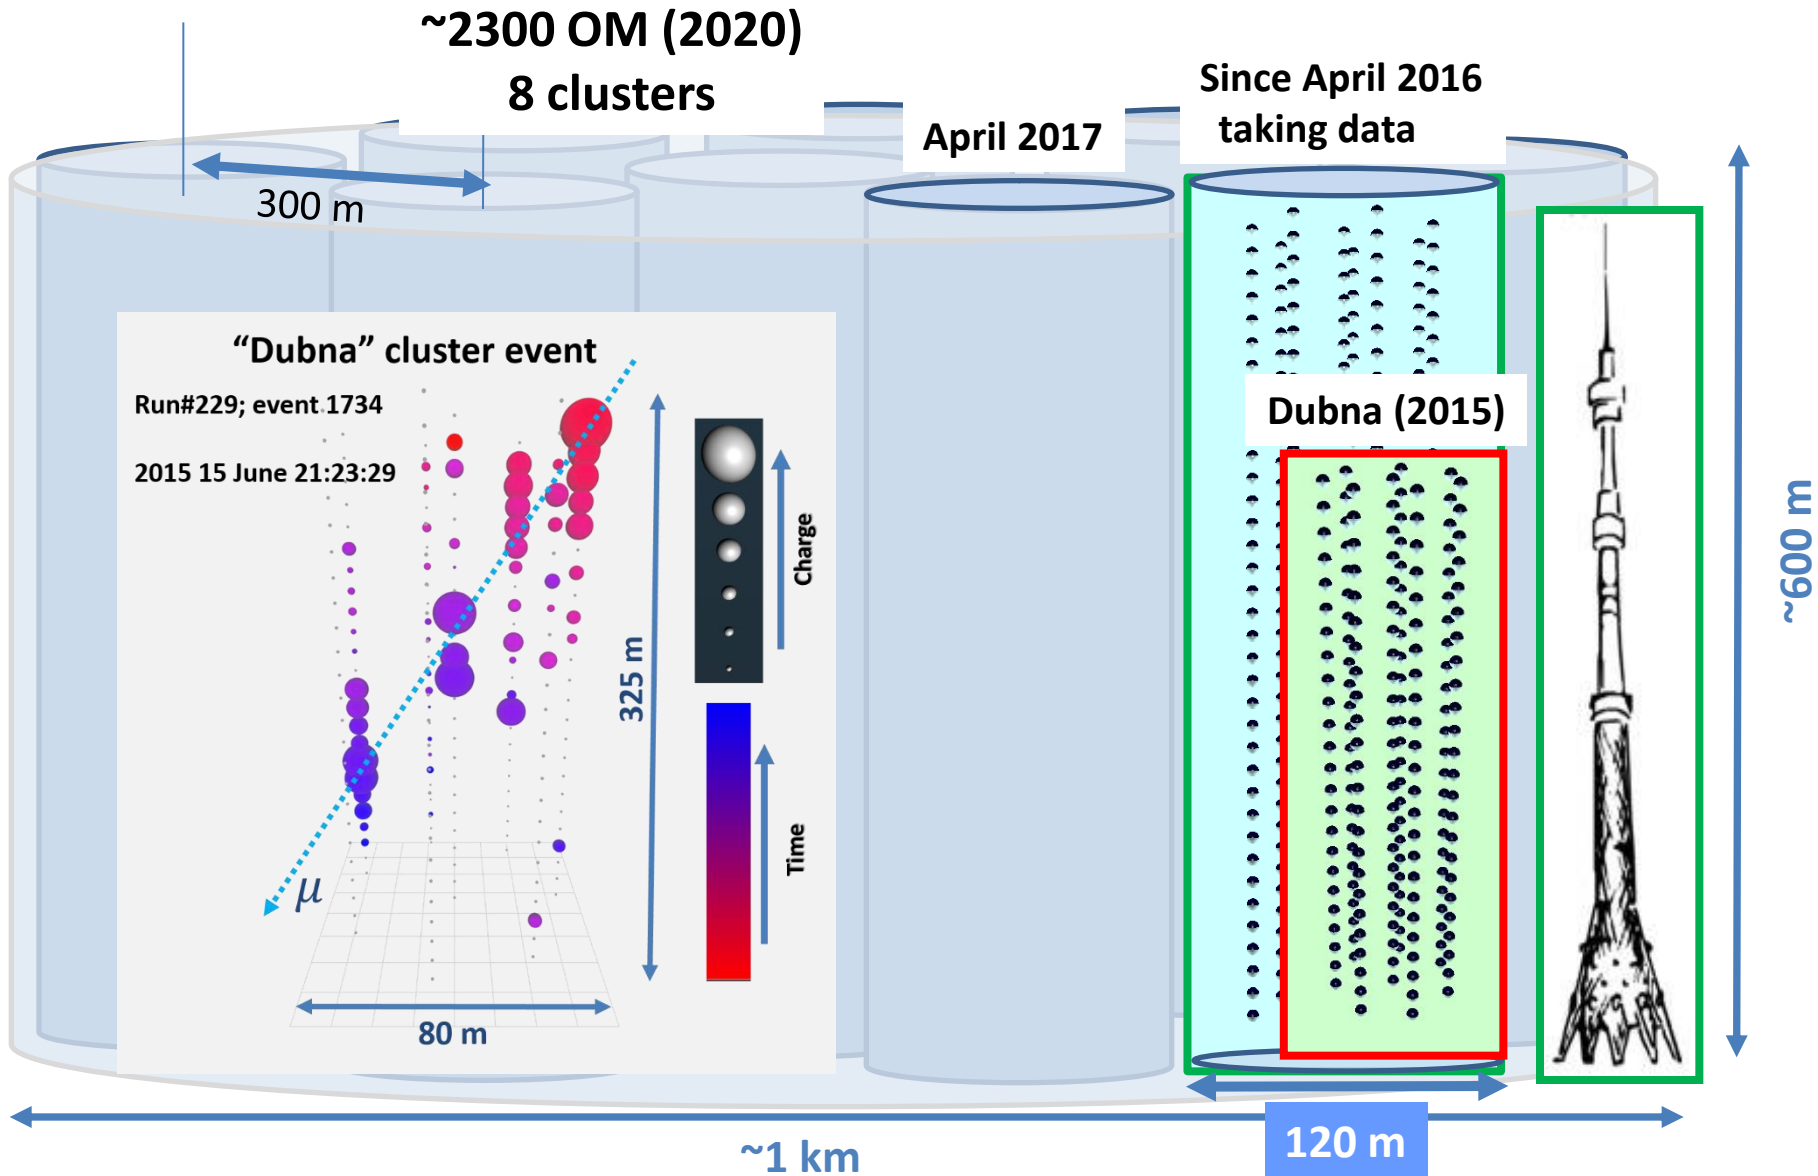 ~2300 OM (2020)
8 clusters
Since April 2016
taking data
April 2017
300 m
“Dubna” cluster event
Run#229; event 1734
2015 15 June 21:23:29
Charge
325 m
Time
μ
80 m
Dubna (2015)
~600 m
120 m
~1 km